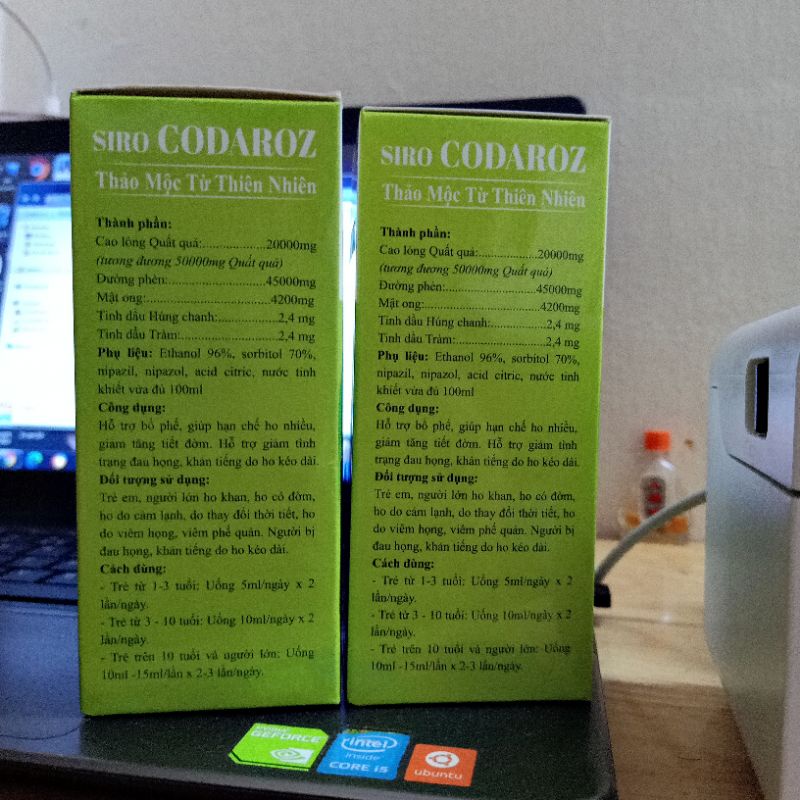 SIRO CODAROZ
Thảo Mộc Từ Thiên Nhiên
Thành phần:
Cao lỏng Quất quả:....................20000mg
(tương đương 50000mg Quất quả)
Đường phèn:....................45000mg
Mật ong:....................4200mg
Tinh dầu Húng chanh:....................2,4 mg
Tinh dầu Tràm:....................2,4 mg
Phụ liệu: Ethanol 96%, sorbitol 70%,
nipazil, nipazol, acid citric, nước tinh
khiết vừa đủ 100ml
Công dụng:
Hỗ trợ bổ phế, giúp hạn chế ho nhiều,
giảm tăng tiết đờm. Hỗ trợ giảm tình
trạng đau họng, khản tiếng do ho kéo dài.
Đối tượng sử dụng:
Trẻ em, người lớn ho khan, ho có đờm,
ho do cảm lạnh, do thay đổi thời tiết, ho
do viêm họng, viêm phế quản. Người bị
đau họng, khản tiếng do ho kéo dài.
Cách dùng:
- Trẻ từ 1-3 tuổi: Uống 5ml/ngày x 2
lần/ngày.
- Trẻ từ 3 - 10 tuổi: Uống 10ml/ngày x 2
lần/ngày.
- Trẻ trên 10 tuổi và người lớn: Uống
10ml -15ml/lần x 2-3 lần/ngày.
SIRO CODAROZ
Thảo Mộc Từ Thiên Nhiên
Thành phần:
Cao lỏng Quất quả:....................20000mg
(tương đương 50000mg Quất quả)
Đường phèn:....................45000mg
Mật ong:....................4200mg
Tinh dầu Húng chanh:....................2,4 mg
Tinh dầu Tràm:....................2,4 mg
Phụ liệu: Ethanol 96%, sorbitol 70%,
nipazil, nipazol, acid citric, nước tinh
khiết vừa đủ 100ml
Công dụng:
Hỗ trợ bổ phế, giúp hạn chế ho nhiều,
giảm tăng tiết đờm. Hỗ trợ giảm tình
trạng đau họng, khản tiếng do ho kéo dài.
Đối tượng sử dụng:
Trẻ em, người lớn ho khan, ho có đờm,
ho do cảm lạnh, do thay đổi thời tiết, ho
do viêm họng, viêm phế quản. Người bị
đau họng, khản tiếng do ho kéo dài.
Cách dùng:
- Trẻ từ 1-3 tuổi: Uống 5ml/ngày x 2
lần/ngày.
- Trẻ từ 3 - 10 tuổi: Uống 10ml/ngày x 2
lần/ngày.
- Trẻ trên 10 tuổi và người lớn: Uống
10ml -15ml/lần x 2-3 lần/ngày.
GEFORCE
intel
inside
CORE i5
ubuntu